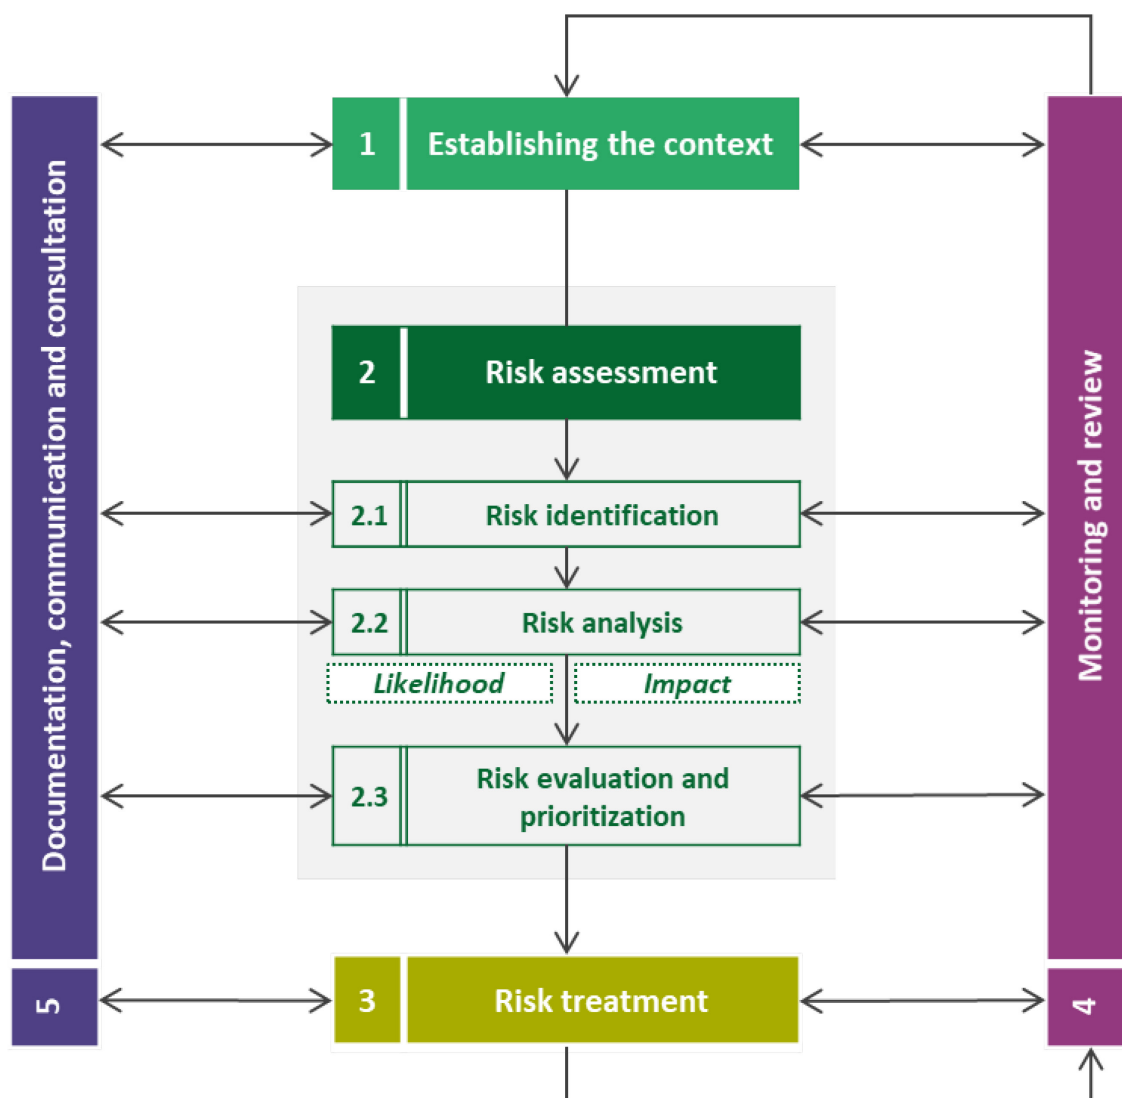 1
Establishing the context
2
Risk assessment
2.1
Risk identification
2.2
Risk analysis
Likelihood
Impact
2.3
Risk evaluation and
prioritization
3
Risk treatment
Documentation, communication and consultation
5
Monitoring and review
4